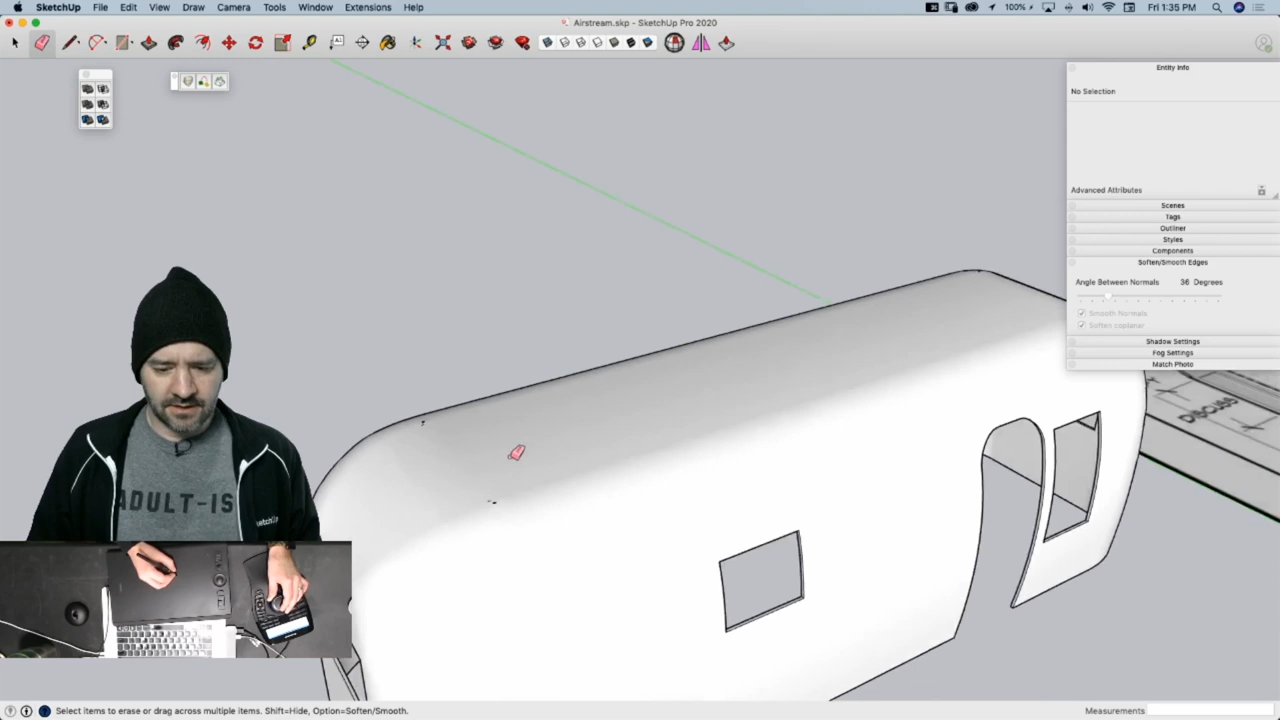 SketchUp File Edit View Camera Draw Tools Window Extensions Help 100% Fri 1:35 PM
Airstream.skp - SketchUp Pro 2020
Entity Info
No Selection
Advanced Attributes
Scenes
Tags
Outliner
Styles
Components
Soften/Smooth Edges
Angle Between Normals 36 Degrees
Smooth Normals
Soften coplanar
Shadow Settings
Fog Settings
Match Photo
DISCUSS
ADULT-IS
SketchUp
Select items to erase or drag across multiple items. Shift=Hide, Option=Soften/Smooth.
Measurements